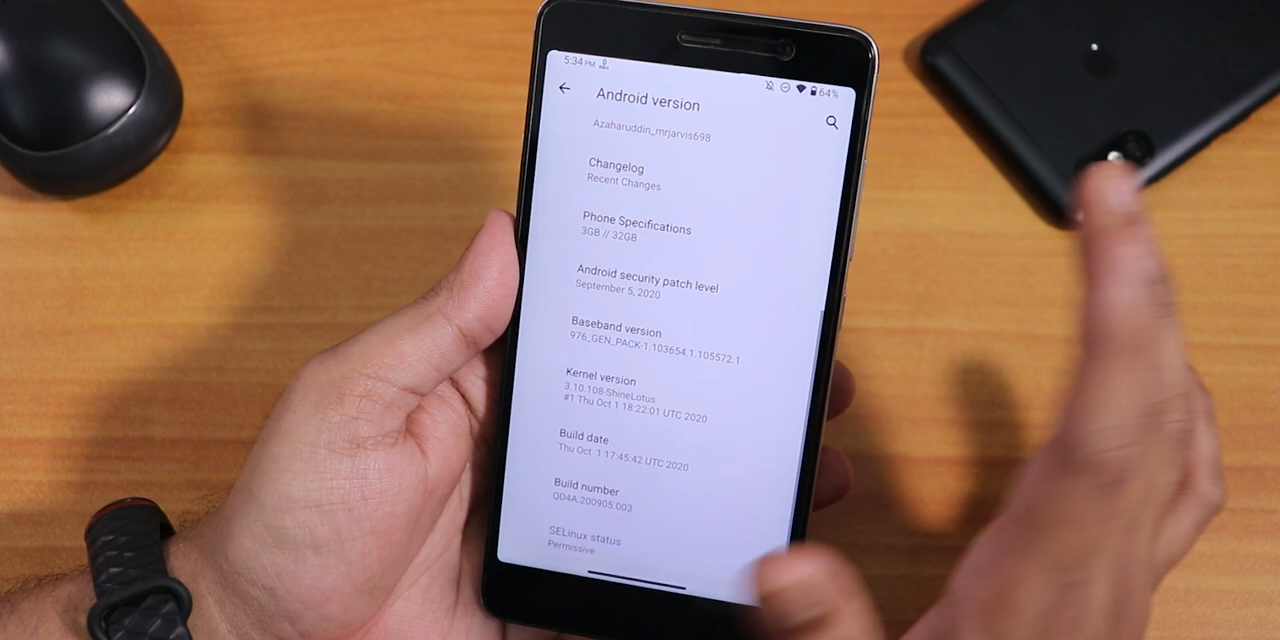 5:34 PM
64%
Android version
Azaharuddin_mrjarvis698
Changelog
Recent Changes
Phone Specifications
3GB // 32GB
Android security patch level
September 5, 2020
Baseband version
976_GEN_PACK-1.103654.1.105572.1
Kernel version
3.10.108-ShineLotus
#1 Thu Oct 1 18:22:01 UTC 2020
Build date
Thu Oct 1 17:45:42 UTC 2020
Build number
QD4A.200905.003
SELinux status
Permissive